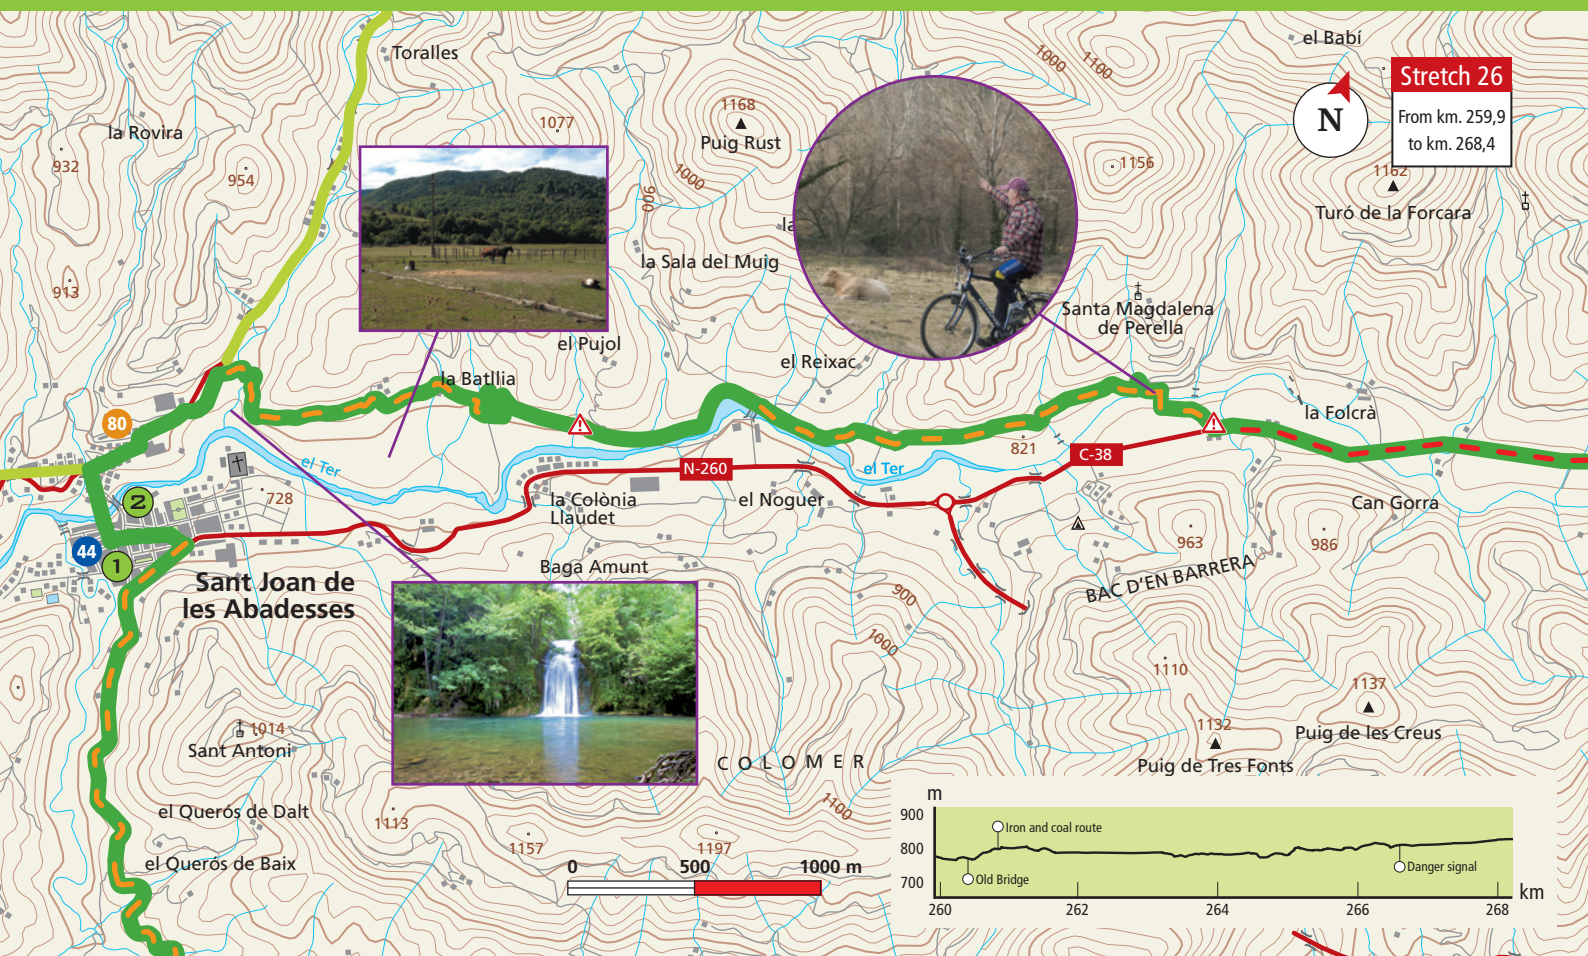 Toralles
el Babí
1000
1100
Stretch 26
From km. 259,9
to km. 268,4
N
1168
Puig Rust
1077
la Rovira
932
954
1156
1162
Turó de la Forcara
1000
900
la
la Sala del Muig
913
Santa Magdalena
de Perella
el Pujol
el Reixac
la Batllia
80
la Folcrà
821
C-38
el Ter
N-260
el Ter
728
2
la Colònia
Llaudet
el Noguer
Can Gorra
963
986
44
1
Sant Joan de
les Abadesses
Baga Amunt
BAC D'EN BARRERA
900
1000
1110
1137
Puig de les Creus
1132
Puig de Tres Fonts
1014
Sant Antoni
COLOMER
el Querós de Dalt
1113
1100
1157
1197
el Querós de Baix
0
500
1000 m
m
900
800
700
Iron and coal route
Old Bridge
Danger signal
km
260
262
264
266
268